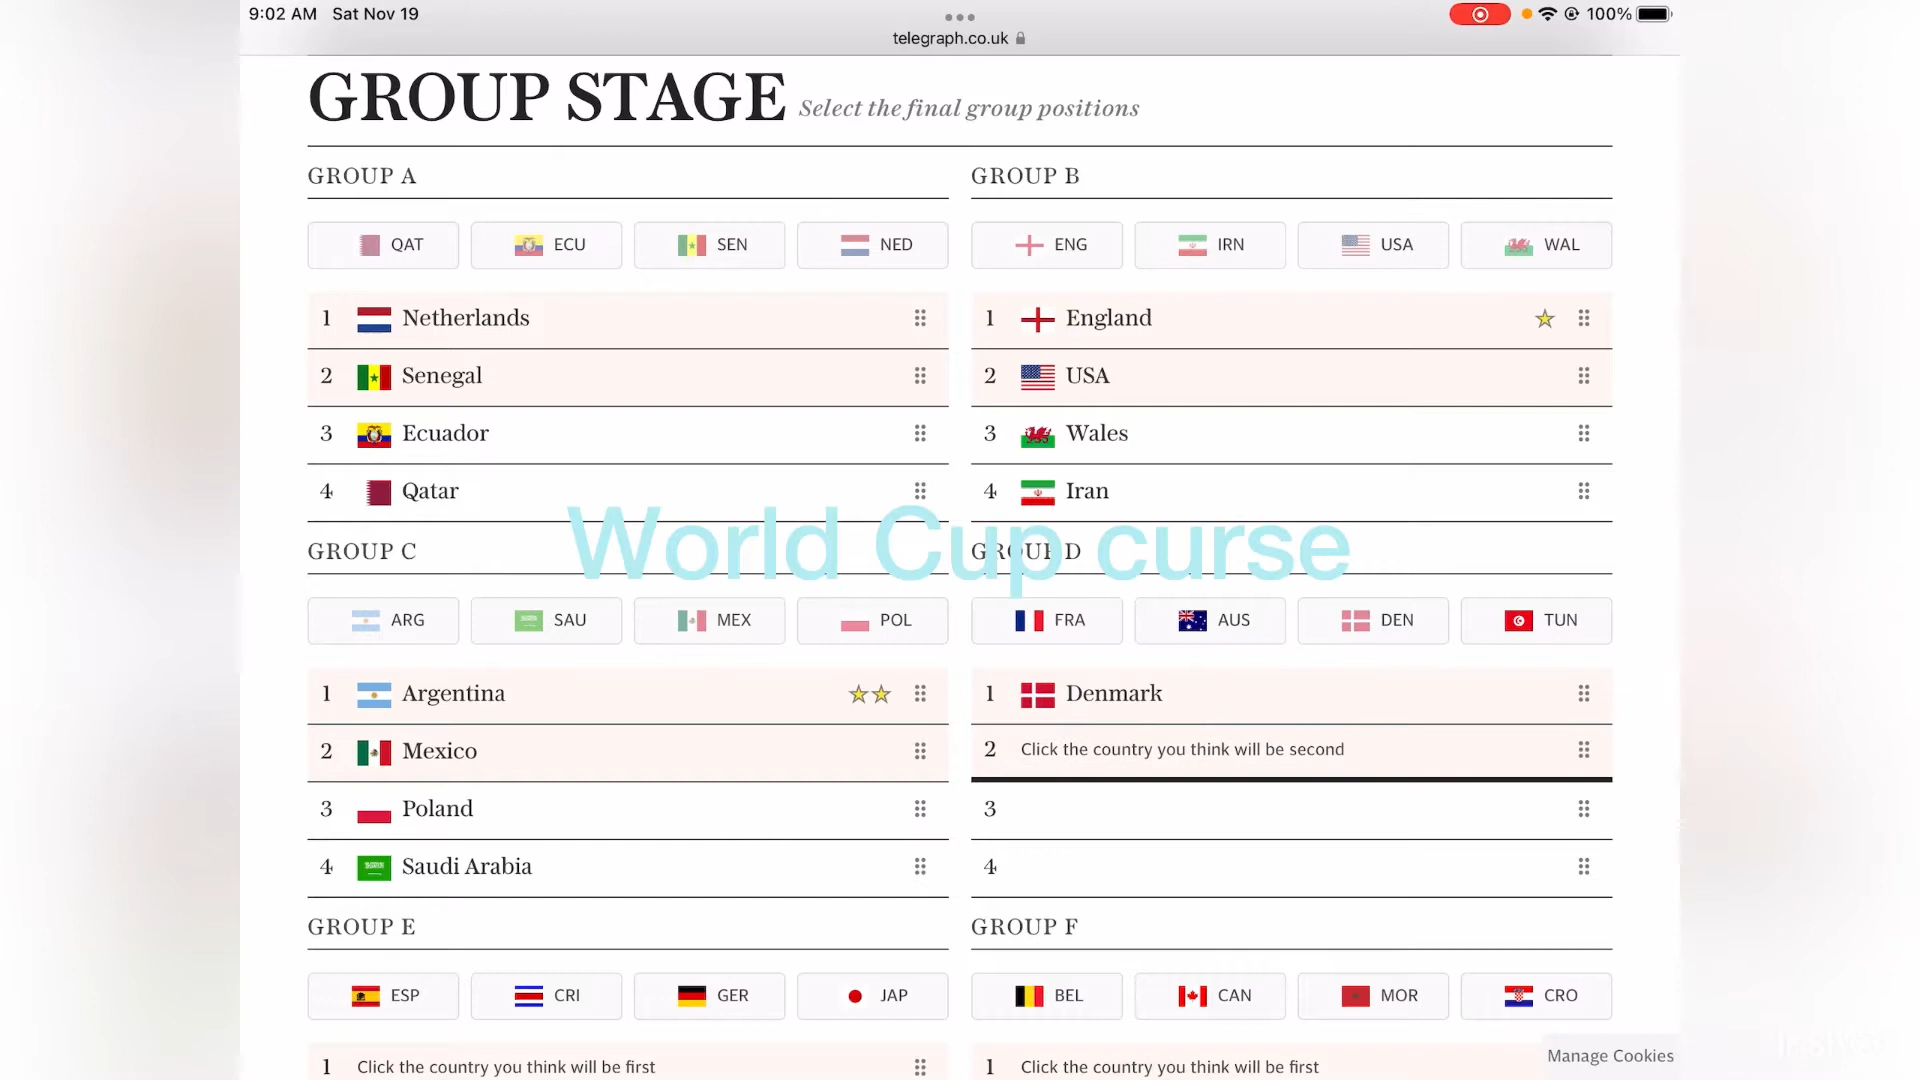 9:02 AM Sat Nov 19
100%
telegraph.co.uk
GROUP STAGE Select the final group positions
GROUP A
QAT ECU SEN NED
1 Netherlands
2 Senegal
3 Ecuador
4 Qatar
GROUP B
ENG IRN USA WAL
1 England
2 USA
3 Wales
4 Iran
World Cup curse
GROUP C
ARG SAU MEX POL
1 Argentina
2 Mexico
3 Poland
4 Saudi Arabia
GROUP D
FRA AUS DEN TUN
1 Denmark
2 Click the country you think will be second
3
4
GROUP E
ESP CRI GER JAP
1 Click the country you think will be first
GROUP F
BEL CAN MOR CRO
1 Click the country you think will be first
Manage Cookies